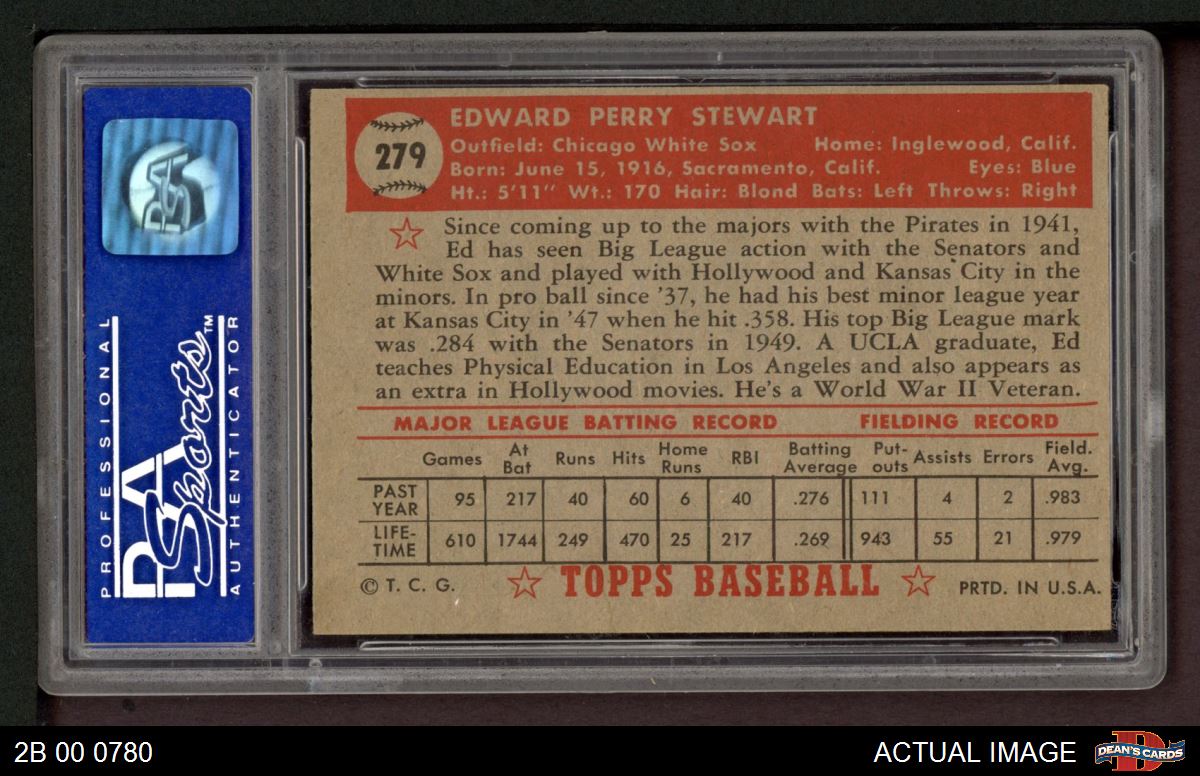 EDWARD PERRY STEWART
279
Outfield: Chicago White Sox Home: Inglewood, Calif.
Born: June 15, 1916, Sacramento, Calif. Eyes: Blue
Ht.: 5'11" Wt.: 170 Hair: Blond Bats: Left Throws: Right
Since coming up to the majors with the Pirates in 1941,
Ed has seen Big League action with the Senators and
White Sox and played with Hollywood and Kansas City in the
minors. In pro ball since '37, he had his best minor league year
at Kansas City in '47 when he hit .358. His top Big League mark
was .284 with the Senators in 1949. A UCLA graduate, Ed
teaches Physical Education in Los Angeles and also appears as
an extra in Hollywood movies. He's a World War II Veteran.
MAJOR LEAGUE BATTING RECORD FIELDING RECORD
Games At Bat Runs Hits Home Runs RBI Batting Average Put-outs Assists Errors Field. Avg.
PAST YEAR 95 217 40 60 6 40 .276 111 4 2 .983
LIFE-TIME 610 1744 249 470 25 217 .269 943 55 21 .979
© T. C. G. TOPPS BASEBALL PRTD. IN U.S.A.
PSA
PROFESSIONAL
PSA Sports™
AUTHENTICATOR
2B 00 0780 ACTUAL IMAGE DEAN'S CARDS